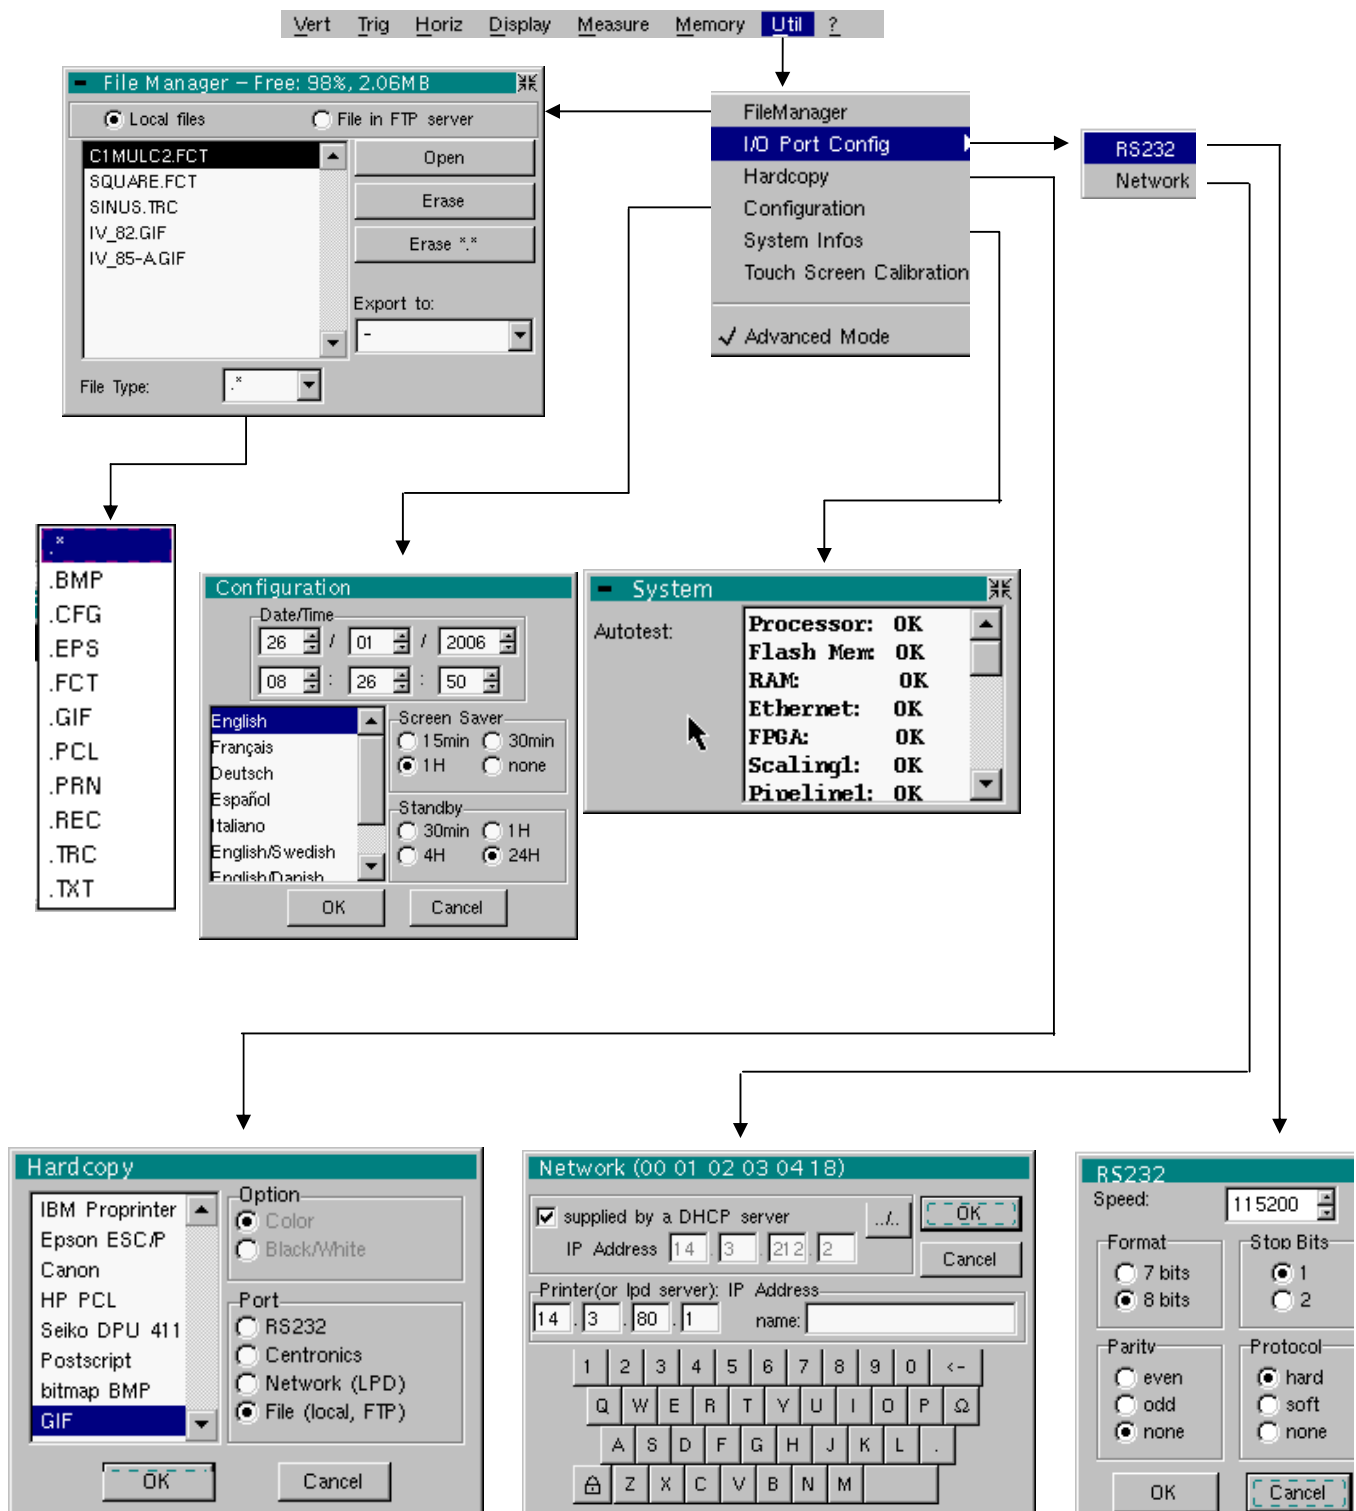 Vert Trig Horiz Display Measure Memory Util ?
File Manager – Free: 98%, 2.06MB
Local files
File in FTP server
C1MULC2.FCT
SQUARE.FCT
SINUS.TRC
IV_82.GIF
IV_85-A.GIF
Open
Erase
Erase *.*
Export to:
-
File Type:
.*
FileManager
I/O Port Config
Hardcopy
Configuration
System Infos
Touch Screen Calibration
✓ Advanced Mode
RS232
Network
.*
.BMP
.CFG
.EPS
.FCT
.GIF
.PCL
.PRN
.REC
.TRC
.TXT
Configuration
Date/Time
26 / 01 / 2006
08 : 26 : 50
English
Français
Deutsch
Español
Italiano
English/Swedish
English/Danish
Screen Saver
15min
30min
1H
none
Standby
30min
1H
4H
24H
OK
Cancel
System
Autotest:
Processor: OK
Flash Mem: OK
RAM: OK
Ethernet: OK
FPGA: OK
Scaling1: OK
Pipeline1: OK
Hardcopy
IBM Proprinter
Epson ESC/P
Canon
HP PCL
Seiko DPU 411
Postscript
bitmap BMP
GIF
Option
Color
Black/White
Port
RS232
Centronics
Network (LPD)
File (local, FTP)
OK
Cancel
Network (00 01 02 03 04 18)
supplied by a DHCP server
../..
OK
IP Address 14 . 3 . 212 . 2
Cancel
Printer(or lpd server): IP Address
14 . 3 . 80 . 1
name:
1 2 3 4 5 6 7 8 9 0 <-
Q W E R T Y U I O P Ω
A S D F G H J K L .
Z X C V B N M
RS232
Speed:
115200
Format
7 bits
8 bits
Stop Bits
1
2
Parity
even
odd
none
Protocol
hard
soft
none
OK
Cancel